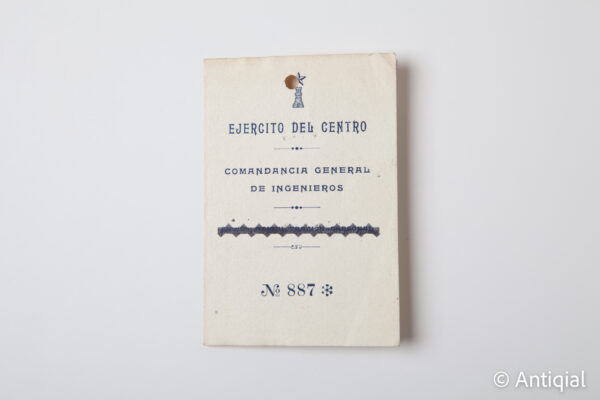 EJERCITO DEL CENTRO
COMANDANCIA GENERAL
DE INGENIEROS
Nº 887
© Antiqial